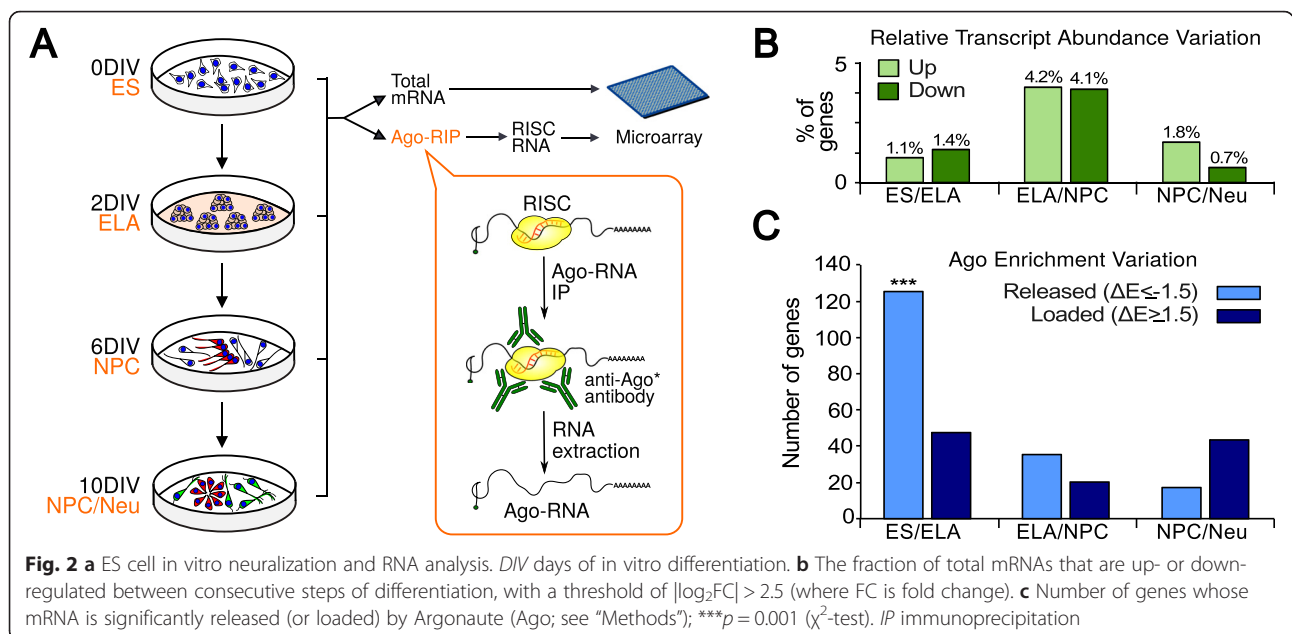 A
0DIV
ES
2DIV
ELA
6DIV
NPC
10DIV
NPC/Neu
Total
mRNA
Ago-RIP
RISC
RNA
Microarray
RISC
AAAAAAAA
Ago-RNA
IP
AAAAAAAA
anti-Ago*
antibody
RNA
extraction
AAAAAAAA
Ago-RNA
B
Relative Transcript Abundance Variation
Up
Down
% of
genes
5
0
1.1%
1.4%
4.2%
4.1%
1.8%
0.7%
ES/ELA
ELA/NPC
NPC/Neu
C
Ago Enrichment Variation
Released (ΔE≤-1.5)
Loaded (ΔE≥1.5)
Number of genes
140
120
100
80
60
40
20
0
***
ES/ELA
ELA/NPC
NPC/Neu
Fig. 2 a ES cell in vitro neuralization and RNA analysis. DIV days of in vitro differentiation. b The fraction of total mRNAs that are up- or down-
regulated between consecutive steps of differentiation, with a threshold of |log₂FC| > 2.5 (where FC is fold change). c Number of genes whose
mRNA is significantly released (or loaded) by Argonaute (Ago; see “Methods”); ***p = 0.001 (χ²-test). IP immunoprecipitation